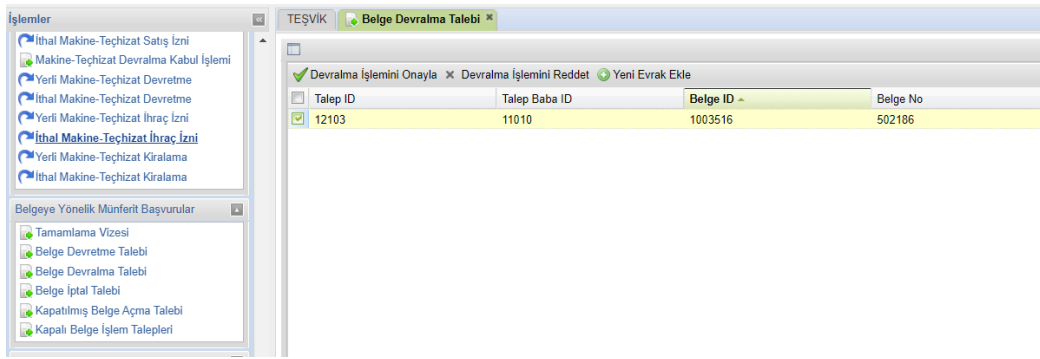 İşlemler
İthal Makine-Teçhizat Satış İzni
Makine-Teçhizat Devralma Kabul İşlemi
Yerli Makine-Teçhizat Devretme
İthal Makine-Teçhizat Devretme
Yerli Makine-Teçhizat İhraç İzni
İthal Makine-Teçhizat İhraç İzni
Yerli Makine-Teçhizat Kiralama
İthal Makine-Teçhizat Kiralama
Belgeye Yönelik Münferit Başvurular
Tamamlama Vizesi
Belge Devretme Talebi
Belge Devralma Talebi
Belge İptal Talebi
Kapatılmış Belge Açma Talebi
Kapalı Belge İşlem Talepleri
TEŞVİK Belge Devralma Talebi
Devralma İşlemini Onayla Devralma İşlemini Reddet Yeni Evrak Ekle
Talep ID Talep Baba ID Belge ID Belge No
12103 11010 1003516 502186